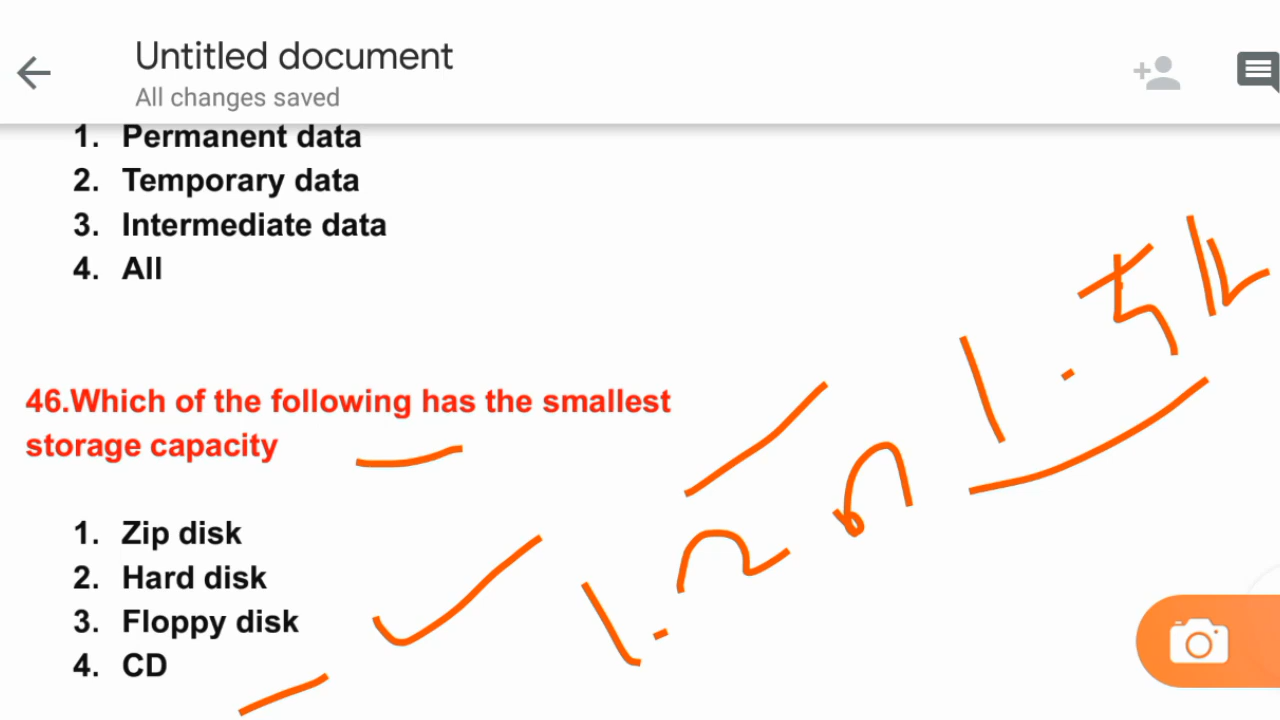 Untitled document
All changes saved
1. Permanent data
2. Temporary data
3. Intermediate data
4. All
46.Which of the following has the smallest
storage capacity
1. Zip disk
2. Hard disk
3. Floppy disk
4. CD